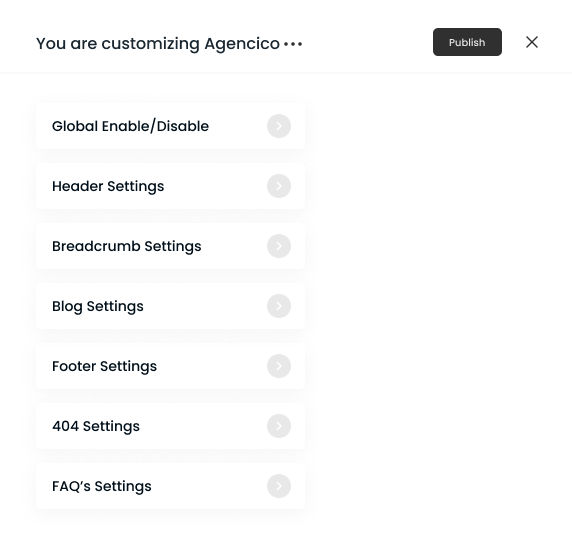 You are customizing Agencico •••
Publish
Global Enable/Disable
Header Settings
Breadcrumb Settings
Blog Settings
Footer Settings
404 Settings
FAQ’s Settings